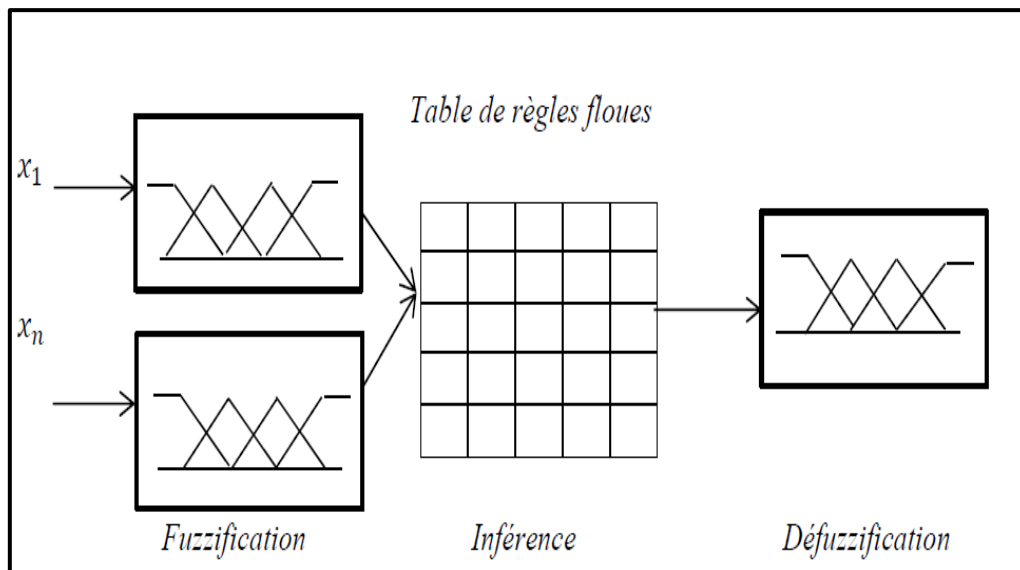 Table de règles floues
x₁
xₙ
Fuzzification
Inférence
Défuzzification